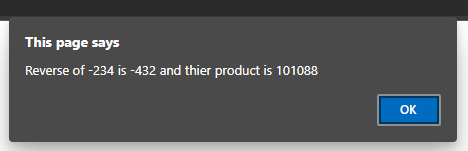 This page says
Reverse of -234 is -432 and thier product is 101088
OK